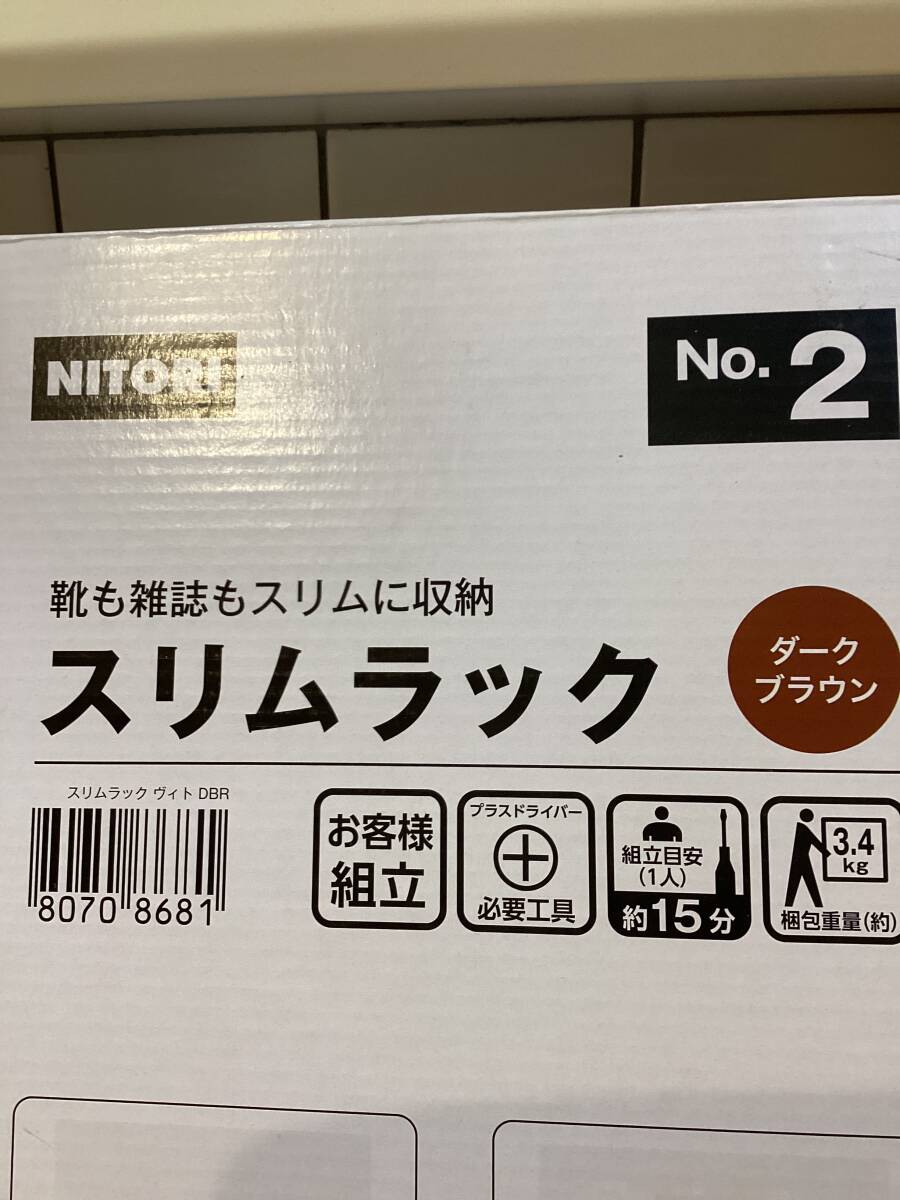 NITORI
No. 2
靴も雑誌もスリムに収納
スリムラック
ダーク
ブラウン
スリムラック ヴィト DBR
8070 8681
お客様
組立
プラスドライバー
必要工具
組立目安
(1人)
約15分
3.4
kg
梱包重量(約)